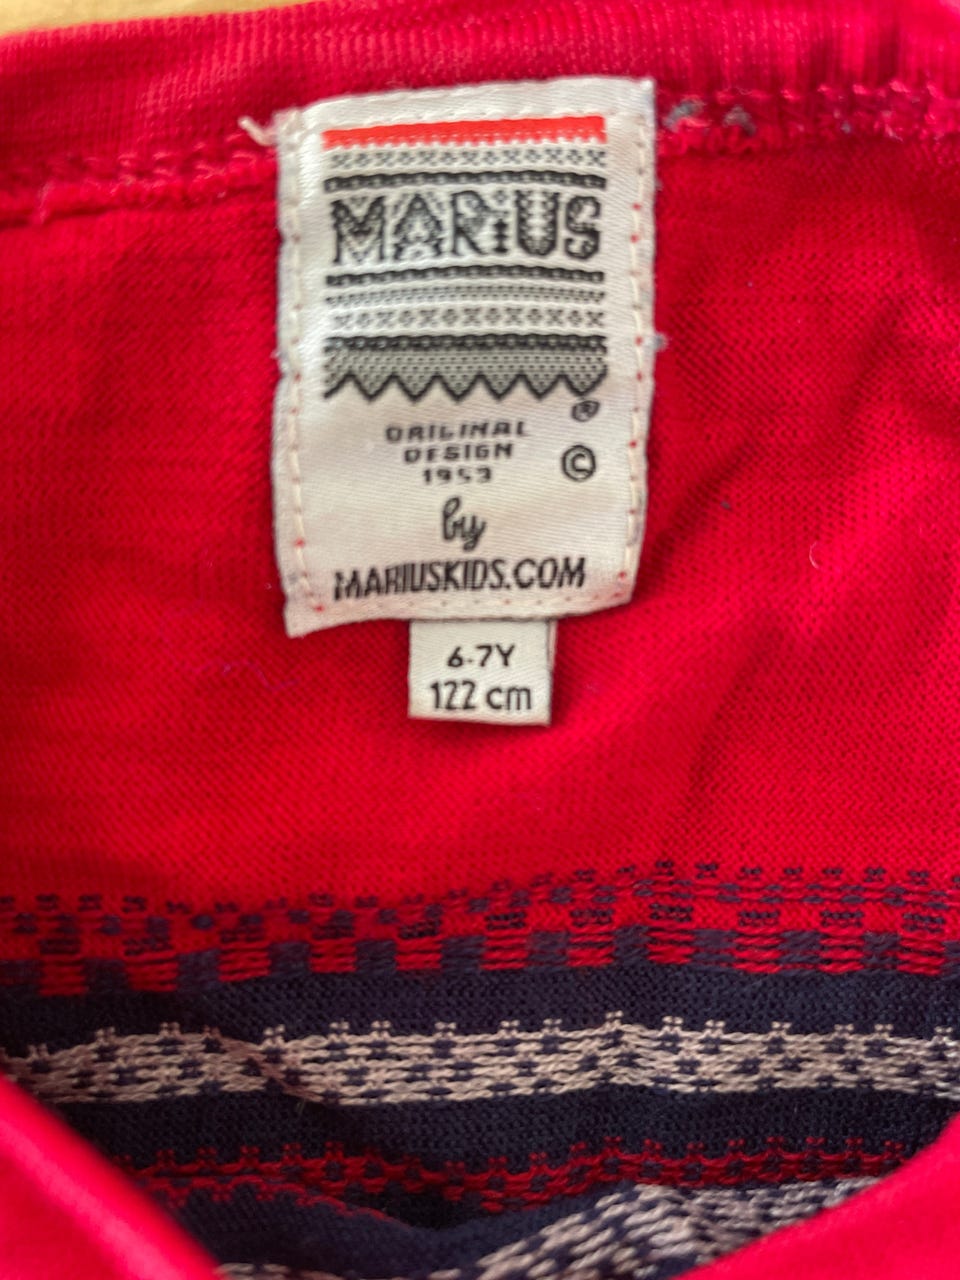 MARIUS
®
ORIGINAL
DESIGN
1953
©
by
MARIUSKIDS.COM
6-7Y
122 cm